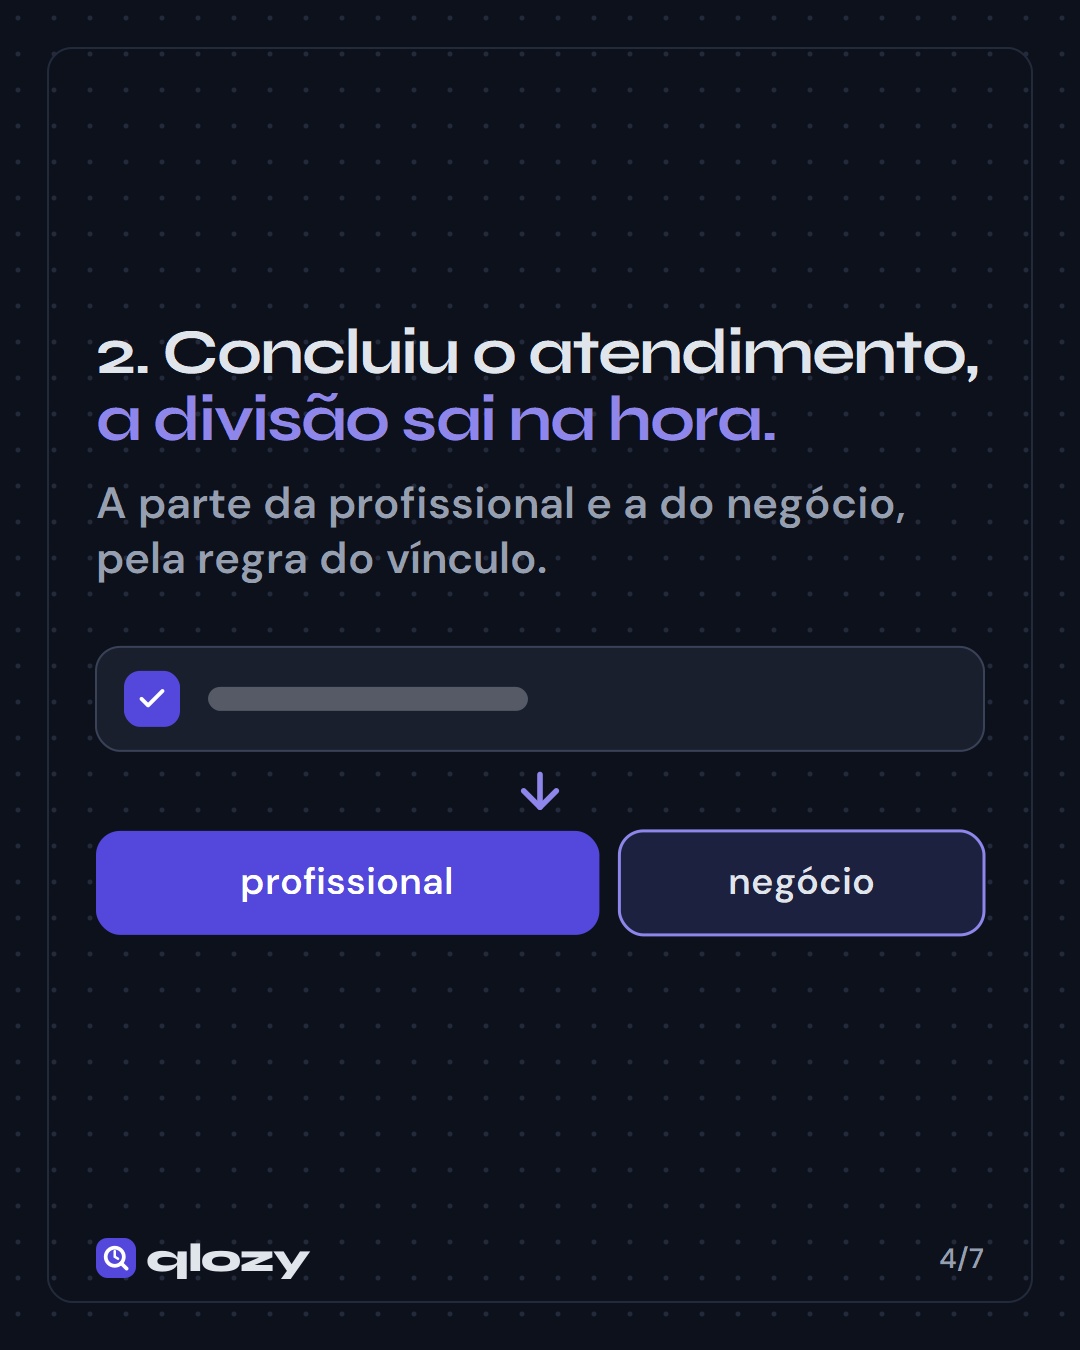 2. Concluiu o atendimento,
a divisão sai na hora.
A parte da profissional e a do negócio,
pela regra do vínculo.
profissional
negócio
qlozy
4/7